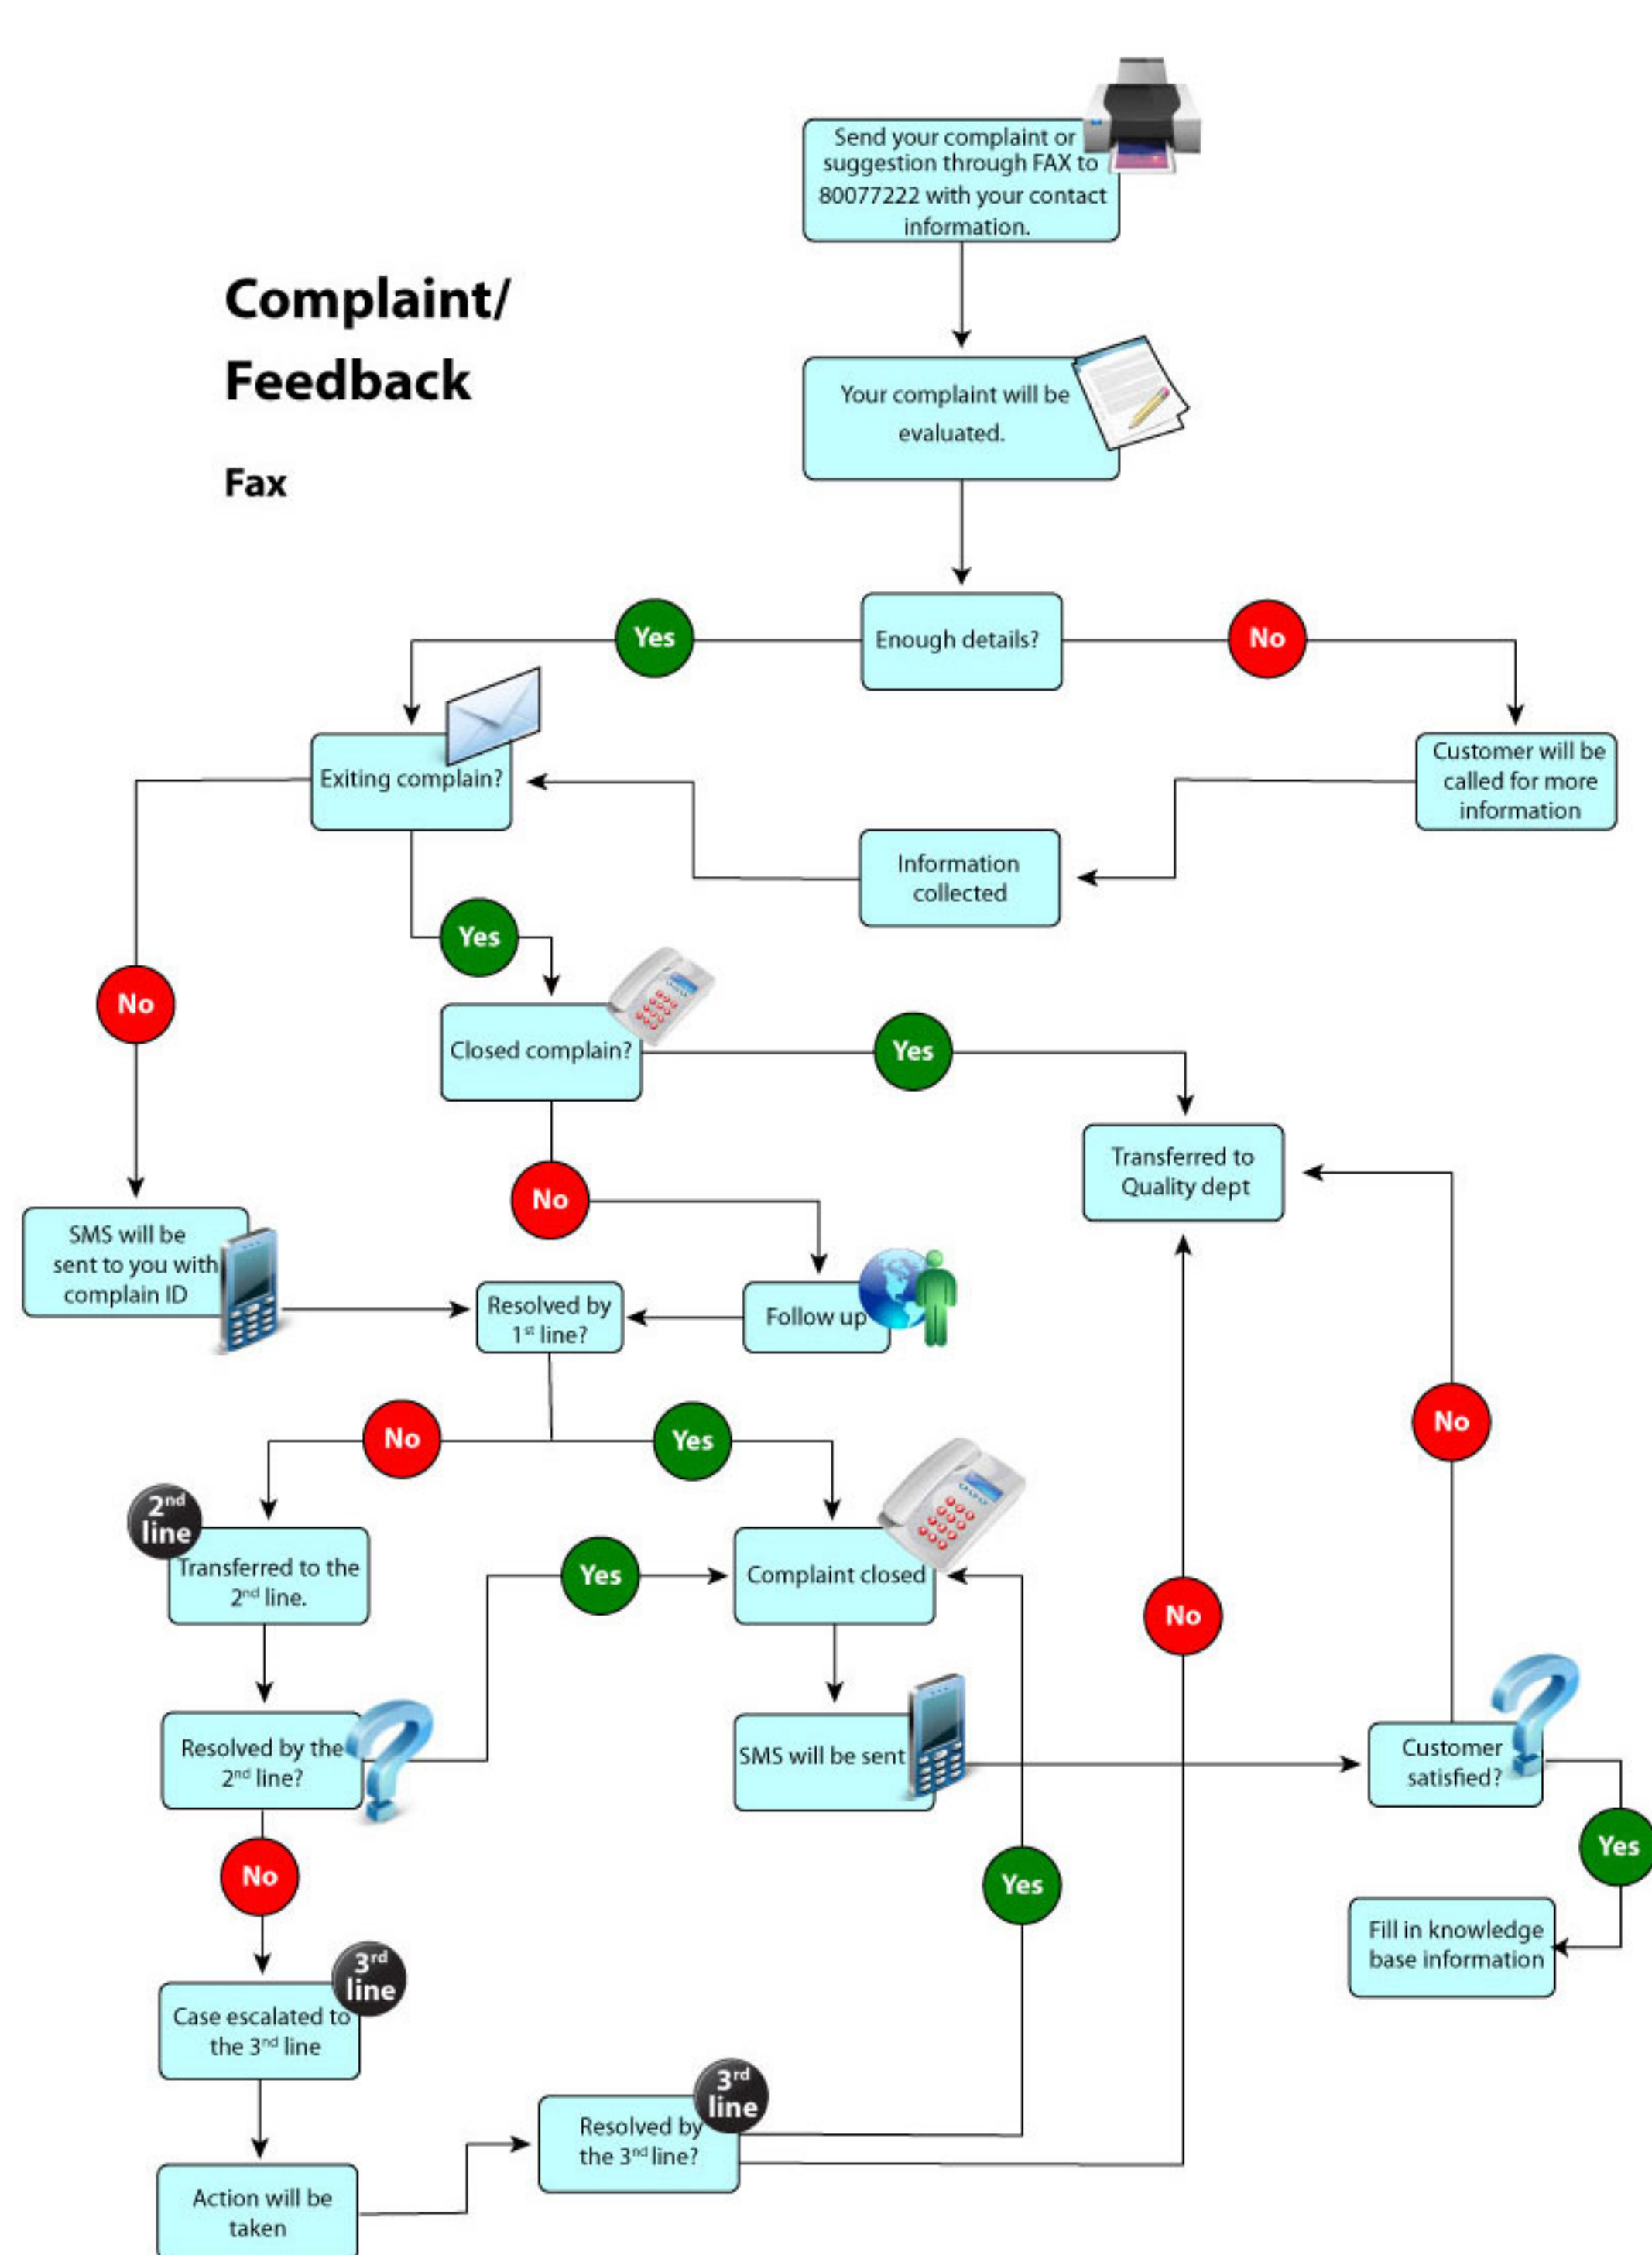 Send your complaint or
suggestion through FAX to
80077222 with your contact
information.
Complaint/
Feedback
Fax
Your complaint will be
evaluated.
Yes
Enough details?
No
Exiting complain?
Customer will be
called for more
information
Information
collected
Yes
No
Closed complain?
Yes
Transferred to
Quality dept
No
SMS will be
sent to you with
complain ID
Resolved by
1st line?
Follow up
No
No
Yes
2nd
line
Transferred to the
2nd line.
Yes
Complaint closed
No
Resolved by the
2nd line?
SMS will be sent
Customer
satisfied?
Yes
No
Yes
Fill in knowledge
base information
3rd
line
Case escalated to
the 3nd line
3rd
line
Resolved by
the 3nd line?
Action will be
taken